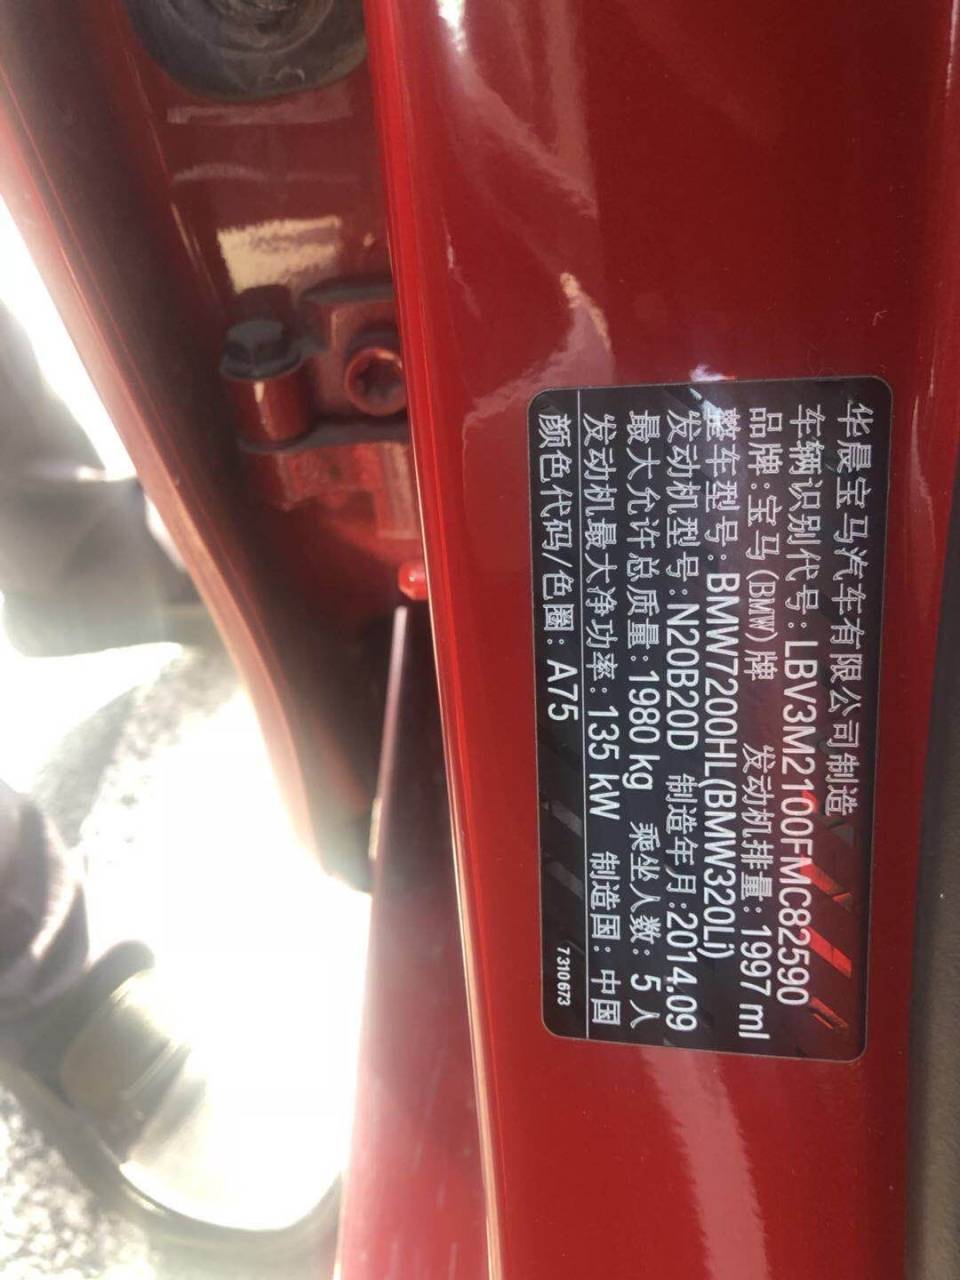 华晨宝马汽车有限公司制造
车辆识别代号:LBV3M2100FMC82590
品牌:宝马(BMW)牌 发动机排量:1997 ml
整车型号:BMW7200HL(BMW320Li)
发动机型号:N20B20D 制造年月:2014.09
最大允许总质量:1980 kg 乘坐人数:5人
发动机最大净功率:135 kW 制造国:中国
颜色代码/色圈:A75
7310673